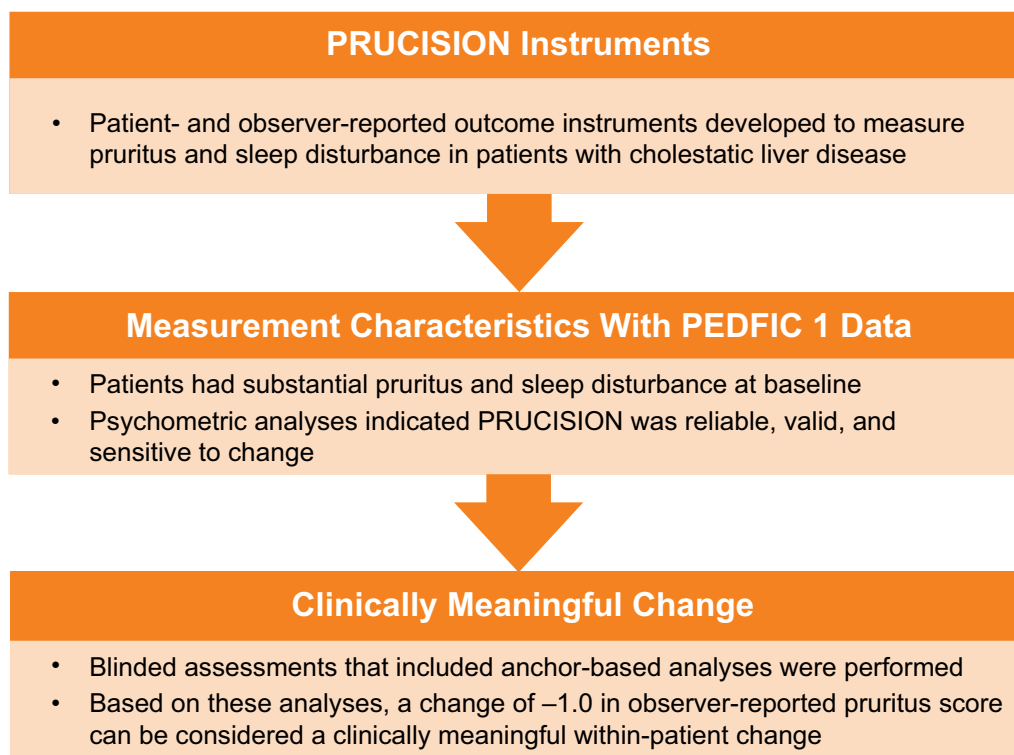 PRUCISION Instruments
• Patient- and observer-reported outcome instruments developed to measure
pruritus and sleep disturbance in patients with cholestatic liver disease
Measurement Characteristics With PEDFIC 1 Data
• Patients had substantial pruritus and sleep disturbance at baseline
• Psychometric analyses indicated PRUCISION was reliable, valid, and
sensitive to change
Clinically Meaningful Change
• Blinded assessments that included anchor-based analyses were performed
• Based on these analyses, a change of –1.0 in observer-reported pruritus score
can be considered a clinically meaningful within-patient change